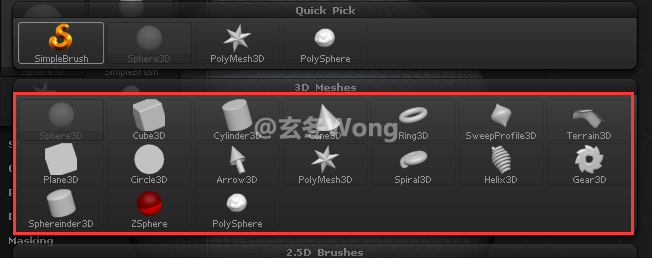 Quick Pick
SimpleBrush Sphere3D PolyMesh3D PolySphere
Sphere3D SimpleBrush
3D Meshes
Sphere3D Cube3D Cylinder3D Cone3D Ring3D SweepProfile3D Terrain3D
@玄冬Wong
Plane3D Circle3D Arrow3D PolyMesh3D Spiral3D Helix3D Gear3D
Sphereinder3D ZSphere PolySphere
Masking
2.5D Brushes